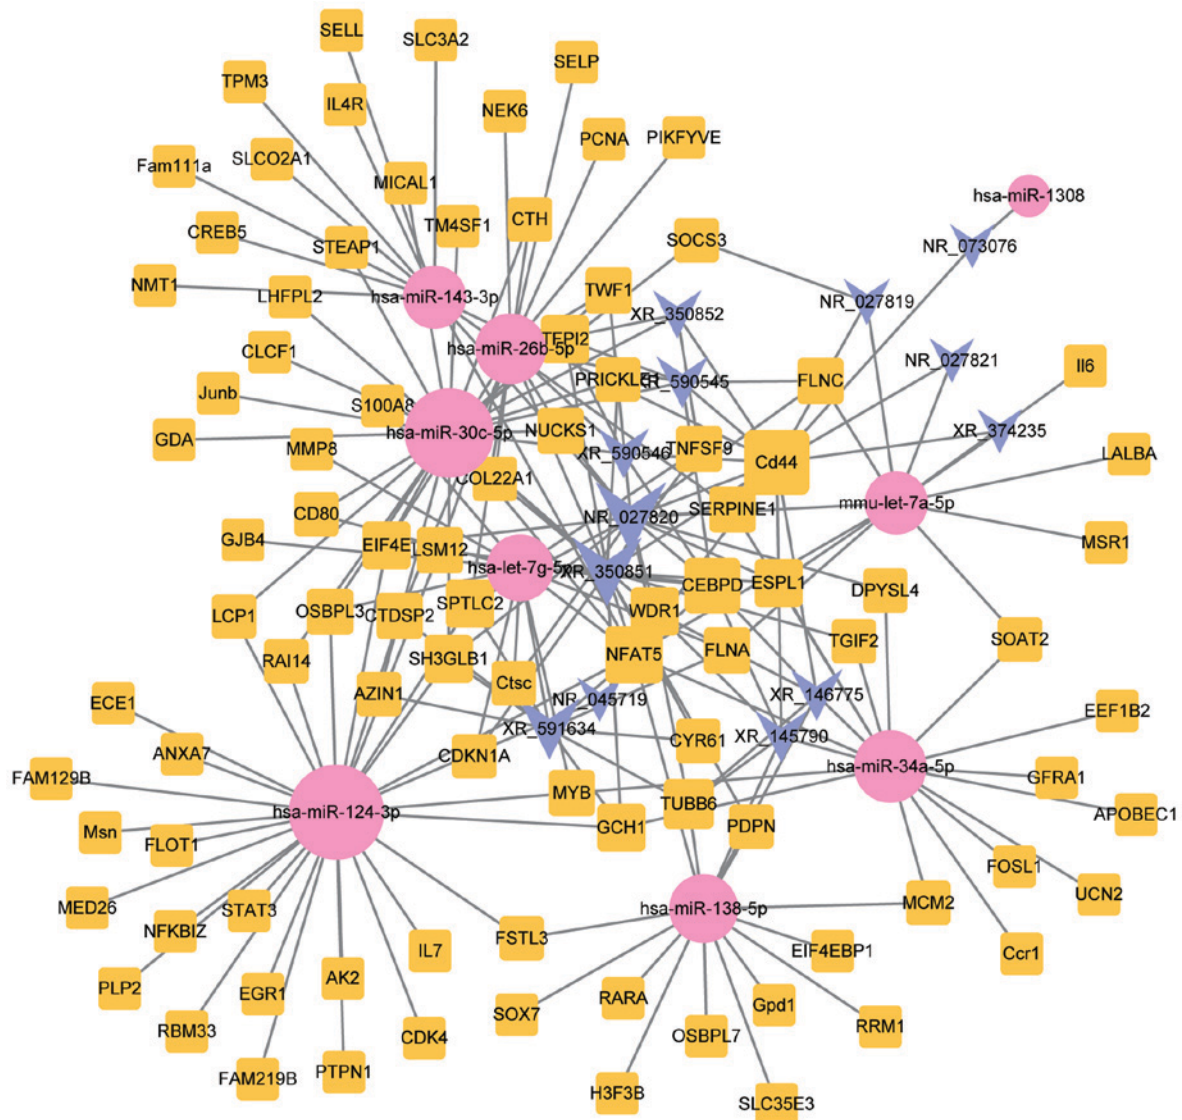 SELL
SLC3A2
SELP
TPM3
IL4R
NEK6
PCNA
PIKFYVE
Fam111a
SLCO2A1
MICAL1
hsa-miR-1308
CREB5
STEAP1
TM4SF1
CTH
SOCS3
NR_073076
NMT1
LHFPL2
hsa-miR-143-3p
TWF1
XR_350852
NR_027819
CLCF1
hsa-miR-26b-5p
TFPI2
NR_027821
Il6
Junb
S100A8
PRICKLE1
XR_590545
FLNC
GDA
hsa-miR-30c-5p
NUCKS1
XR_590546
TNFSF9
Cd44
XR_374235
MMP8
COL22A1
LALBA
CD80
NR_027820
SERPINE1
mmu-let-7a-5p
GJB4
EIF4E
LSM12
hsa-let-7g-5p
XR_350851
CEBPD
ESPL1
DPYSL4
MSR1
LCP1
OSBPL3
CTDSP2
SPTLC2
WDR1
RAI14
SH3GLB1
NFAT5
FLNA
TGIF2
SOAT2
ECE1
AZIN1
Ctsc
NR_045719
XR_146775
ANXA7
CDKN1A
XR_591634
CYR61
XR_145790
EEF1B2
FAM129B
hsa-miR-124-3p
MYB
TUBB6
hsa-miR-34a-5p
GFRA1
Msn
FLOT1
GCH1
PDPN
APOBEC1
MED26
STAT3
hsa-miR-138-5p
FOSL1
NFKBIZ
IL7
FSTL3
MCM2
UCN2
PLP2
EGR1
AK2
EIF4EBP1
Ccr1
RBM33
CDK4
SOX7
RARA
Gpd1
FAM219B
PTPN1
OSBPL7
RRM1
H3F3B
SLC35E3